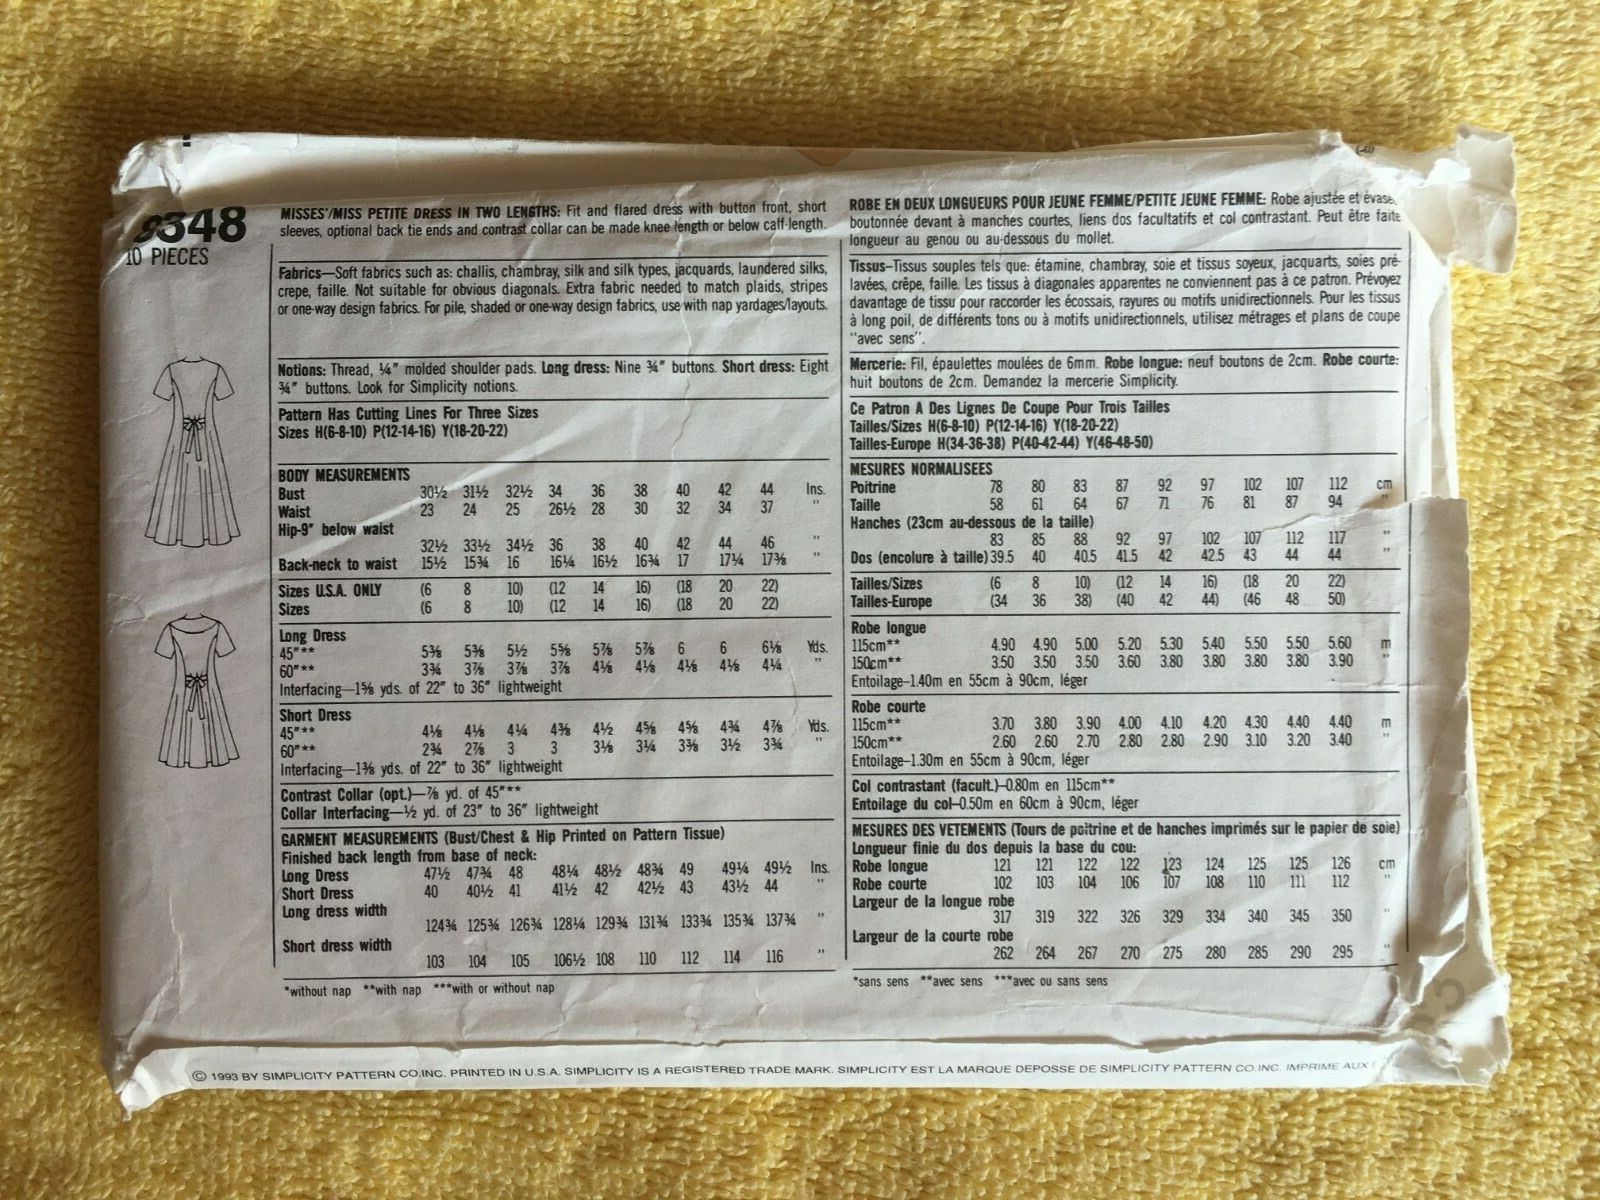 9348
10 PIECES
MISSES'/MISS PETITE DRESS IN TWO LENGTHS: Fit and flared dress with button front, short
sleeves, optional back tie ends and contrast collar can be made knee length or below calf-length.
Fabrics—Soft fabrics such as: challis, chambray, silk and silk types, jacquards, laundered silks,
crepe, faille. Not suitable for obvious diagonals. Extra fabric needed to match plaids, stripes
or one-way design fabrics. For pile, shaded or one-way design fabrics, use with nap yardages/layouts.
Notions: Thread, ¼" molded shoulder pads. Long dress: Nine ¾" buttons. Short dress: Eight
¾" buttons. Look for Simplicity notions.
Pattern Has Cutting Lines For Three Sizes
Sizes H(6-8-10) P(12-14-16) Y(18-20-22)
BODY MEASUREMENTS
Bust 30½ 31½ 32½ 34 36 38 40 42 44 Ins.
Waist 23 24 25 26½ 28 30 32 34 37 "
Hip-9" below waist
32½ 33½ 34½ 36 38 40 42 44 46 "
Back-neck to waist 15½ 15¾ 16 16¼ 16½ 16¾ 17 17¼ 17⅜ "
Sizes U.S.A. ONLY (6 8 10) (12 14 16) (18 20 22)
Sizes (6 8 10) (12 14 16) (18 20 22)
Long Dress
45"** 5⅜ 5⅜ 5½ 5⅝ 5⅞ 5⅞ 6 6 6⅛ Yds.
60"** 3¾ 3⅞ 3⅞ 3⅞ 4⅛ 4⅛ 4⅛ 4⅛ 4¼ "
Interfacing—1⅝ yds. of 22" to 36" lightweight
Short Dress
45"** 4⅛ 4⅛ 4¼ 4⅜ 4½ 4⅝ 4⅝ 4¾ 4⅞ Yds.
60"** 2¾ 2⅞ 3 3 3⅛ 3¼ 3⅜ 3½ 3¾ "
Interfacing—1⅜ yds. of 22" to 36" lightweight
Contrast Collar (opt.)—⅞ yd. of 45"**
Collar Interfacing—½ yd. of 23" to 36" lightweight
GARMENT MEASUREMENTS (Bust/Chest & Hip Printed on Pattern Tissue)
Finished back length from base of neck:
Long Dress 47½ 47¾ 48 48¼ 48½ 48¾ 49 49¼ 49½ Ins.
Short Dress 40 40½ 41 41½ 42 42½ 43 43½ 44 "
Long dress width
124¾ 125¾ 126¾ 128¼ 129¾ 131¾ 133¾ 135¾ 137¾ "
Short dress width
103 104 105 106½ 108 110 112 114 116 "
*without nap **with nap ***with or without nap
ROBE EN DEUX LONGUEURS POUR JEUNE FEMME/PETITE JEUNE FEMME: Robe ajustée et évase,
boutonnée devant à manches courtes, liens dos facultatifs et col contrastant. Peut être faite
longueur au genou ou au-dessous du mollet.
Tissus—Tissus souples tels que: étamine, chambray, soie et tissus soyeux, jacquarts, soies pré-
lavées, crêpe, faille. Les tissus à diagonales apparentes ne conviennent pas à ce patron. Prévoyez
davantage de tissu pour raccorder les écossais, rayures ou motifs unidirectionnels. Pour les tissus
à long poil, de différents tons ou à motifs unidirectionnels, utilisez métrages et plans de coupe
"avec sens".
Mercerie: Fil, épaulettes moulées de 6mm. Robe longue: neuf boutons de 2cm. Robe courte:
huit boutons de 2cm. Demandez la mercerie Simplicity.
Ce Patron A Des Lignes De Coupe Pour Trois Tailles
Tailles/Sizes H(6-8-10) P(12-14-16) Y(18-20-22)
Tailles-Europe H(34-36-38) P(40-42-44) Y(46-48-50)
MESURES NORMALISEES
Poitrine 78 80 83 87 92 97 102 107 112 cm
Taille 58 61 64 67 71 76 81 87 94 "
Hanches (23cm au-dessous de la taille)
83 85 88 92 97 102 107 112 117 "
Dos (encolure à taille) 39.5 40 40.5 41.5 42 42.5 43 44 44 "
Tailles/Sizes (6 8 10) (12 14 16) (18 20 22)
Tailles-Europe (34 36 38) (40 42 44) (46 48 50)
Robe longue
115cm** 4.90 4.90 5.00 5.20 5.30 5.40 5.50 5.50 5.60 m
150cm** 3.50 3.50 3.50 3.60 3.80 3.80 3.80 3.80 3.90 "
Entoilage—1.40m en 55cm à 90cm, léger
Robe courte
115cm** 3.70 3.80 3.90 4.00 4.10 4.20 4.30 4.40 4.40 m
150cm** 2.60 2.60 2.70 2.80 2.80 2.90 3.10 3.20 3.40 "
Entoilage—1.30m en 55cm à 90cm, léger
Col contrastant (facult.)—0.80m en 115cm**
Entoilage du col—0.50m en 60cm à 90cm, léger
MESURES DES VETEMENTS (Tours de poitrine et de hanches imprimés sur le papier de soie)
Longueur finie du dos depuis la base du cou:
Robe longue 121 121 122 122 123 124 125 125 126 cm
Robe courte 102 103 104 106 107 108 110 111 112 "
Largeur de la longue robe
317 319 322 326 329 334 340 345 350 "
Largeur de la courte robe
262 264 267 270 275 280 285 290 295 "
*sans sens **avec sens ***avec ou sans sens
© 1993 BY SIMPLICITY PATTERN CO.INC. PRINTED IN U.S.A. SIMPLICITY IS A REGISTERED TRADE MARK. SIMPLICITY EST LA MARQUE DEPOSSE DE SIMPLICITY PATTERN CO.INC. IMPRIME AUX